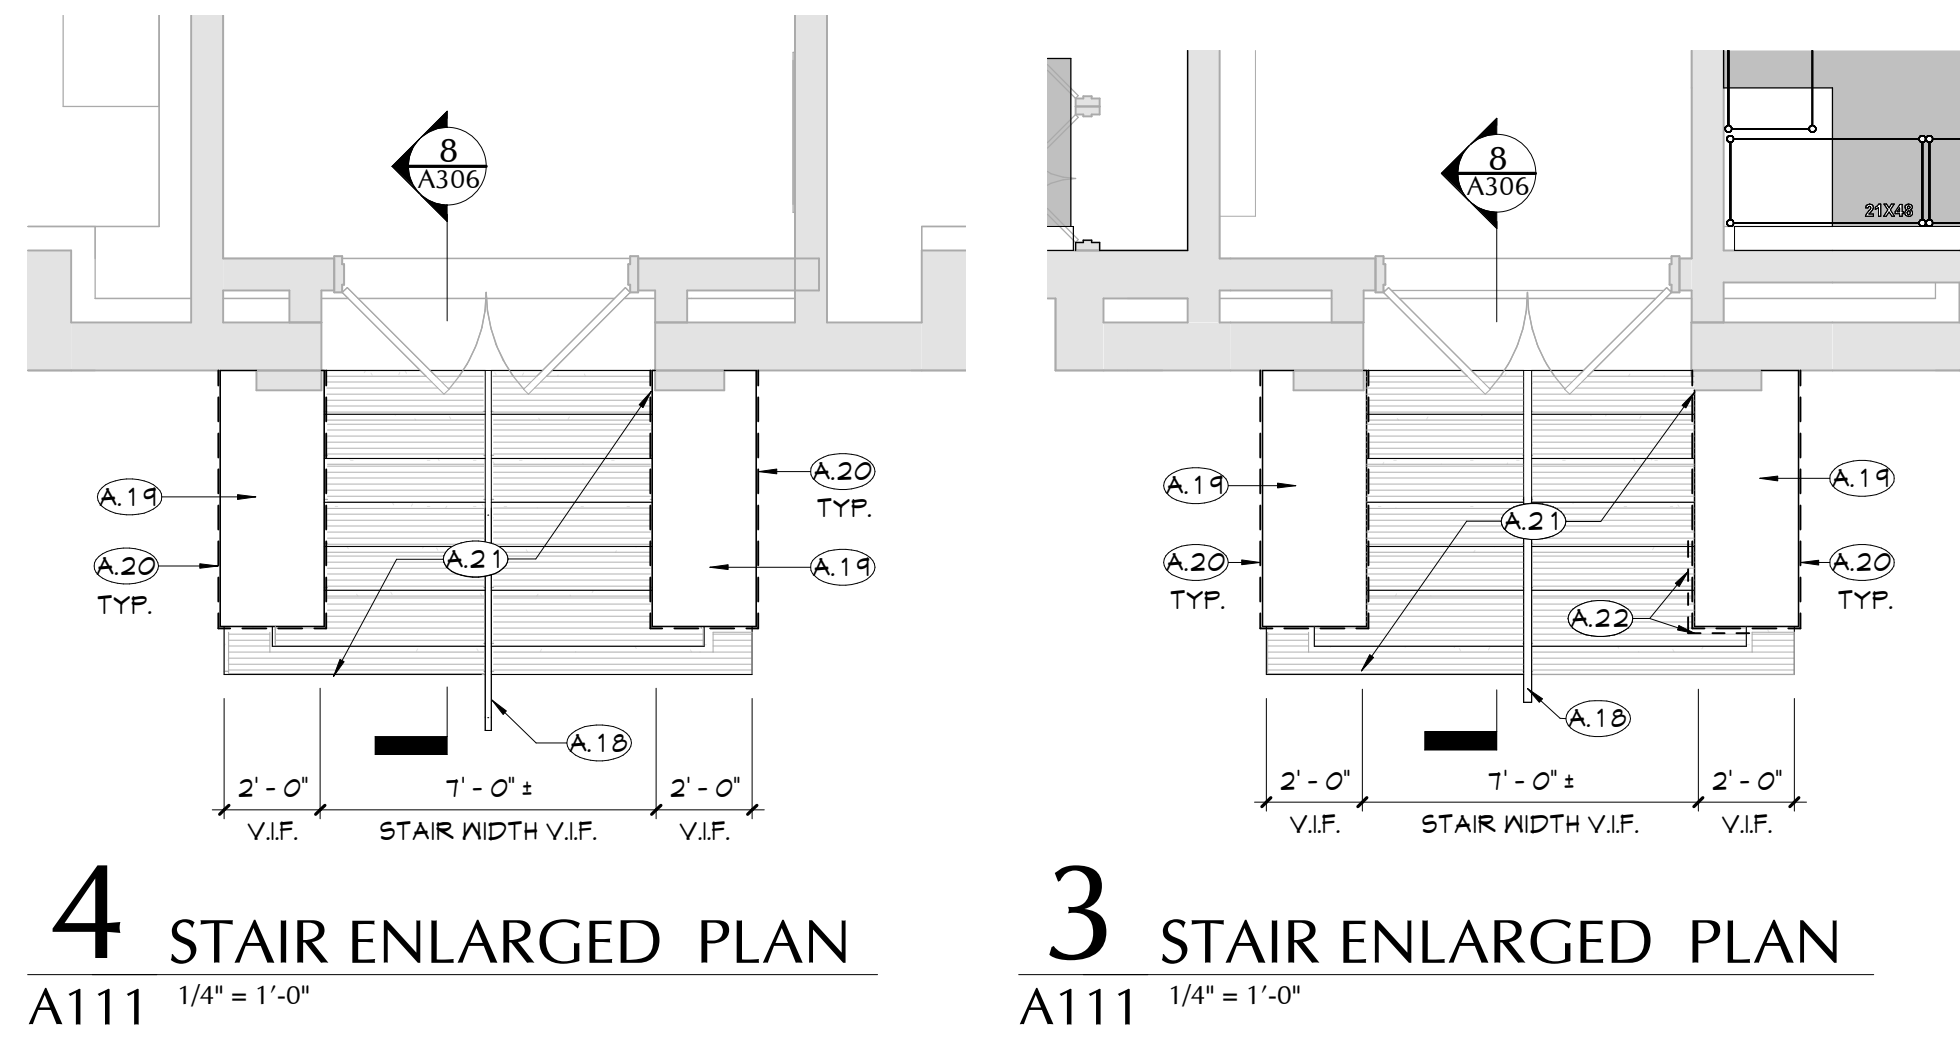 8
A306
A.20
TYP.
A.19
A.20
TYP.
A.21
A.19
A.18
2' - 0" 7' - 0" ± 2' - 0"
V.I.F. STAIR WIDTH V.I.F. V.I.F.
4 STAIR ENLARGED PLAN
A111 1/4" = 1'-0"
8
A306
21X48
A.19
A.19
A.21
A.20
TYP.
A.20
TYP.
A.22
A.18
2' - 0" 7' - 0" ± 2' - 0"
V.I.F. STAIR WIDTH V.I.F. V.I.F.
3 STAIR ENLARGED PLAN
A111 1/4" = 1'-0"